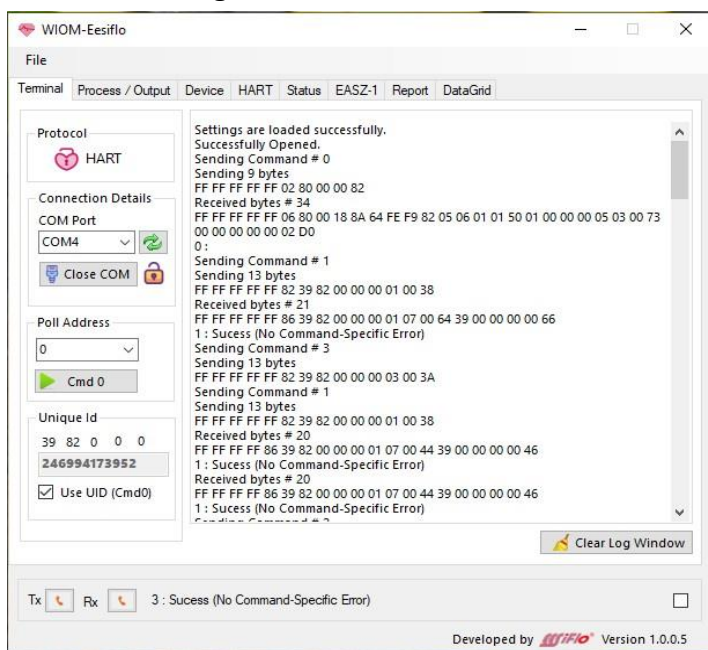 WIOM-Eesiflo
File
Terminal Process / Output Device HART Status EASZ-1 Report DataGrid
Protocol
HART
Connection Details
COM Port
COM4
Close COM
Poll Address
0
Cmd 0
Unique Id
39 82 0 0 0
246994173952
Use UID (Cmd0)
Settings are loaded successfully.
Successfully Opened.
Sending Command # 0
Sending 9 bytes
FF FF FF FF FF 02 80 00 00 82
Received bytes # 34
FF FF FF FF FF 06 80 00 18 8A 64 FE F9 82 05 06 01 01 50 01 00 00 00 05 03 00 73
00 00 00 00 00 02 D0
0 :
Sending Command # 1
Sending 13 bytes
FF FF FF FF FF 82 39 82 00 00 00 01 00 38
Received bytes # 21
FF FF FF FF FF 86 39 82 00 00 00 01 07 00 64 39 00 00 00 00 66
1 : Sucess (No Command-Specific Error)
Sending Command # 3
Sending 13 bytes
FF FF FF FF FF 82 39 82 00 00 00 03 00 3A
Sending Command # 1
Sending 13 bytes
FF FF FF FF FF 82 39 82 00 00 00 01 00 38
Received bytes # 20
FF FF FF FF 86 39 82 00 00 00 01 07 00 44 39 00 00 00 00 46
1 : Sucess (No Command-Specific Error)
Received bytes # 20
FF FF FF FF 86 39 82 00 00 00 01 07 00 44 39 00 00 00 00 46
1 : Sucess (No Command-Specific Error)
Sending Command #
Clear Log Window
Tx Rx 3 : Sucess (No Command-Specific Error)
Developed by eesiFlo Version 1.0.0.5